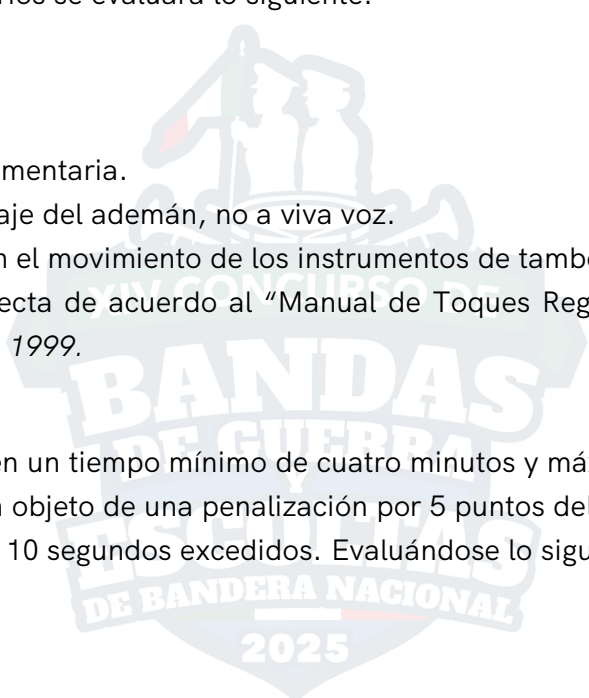 se evaluará lo siguiente:
mentaria.
aje del ademán, no a viva voz.
el movimiento de los instrumentos de tamb
ecta de acuerdo al “Manual de Toques Reg
1999.
en un tiempo mínimo de cuatro minutos y má
objeto de una penalización por 5 puntos de
10 segundos excedidos. Evaluándose lo sigu
XIV CONCURSO DE
BANDAS
DE GUERRA
Y
ESCOLTAS
DE BANDERA NACIONAL
2025